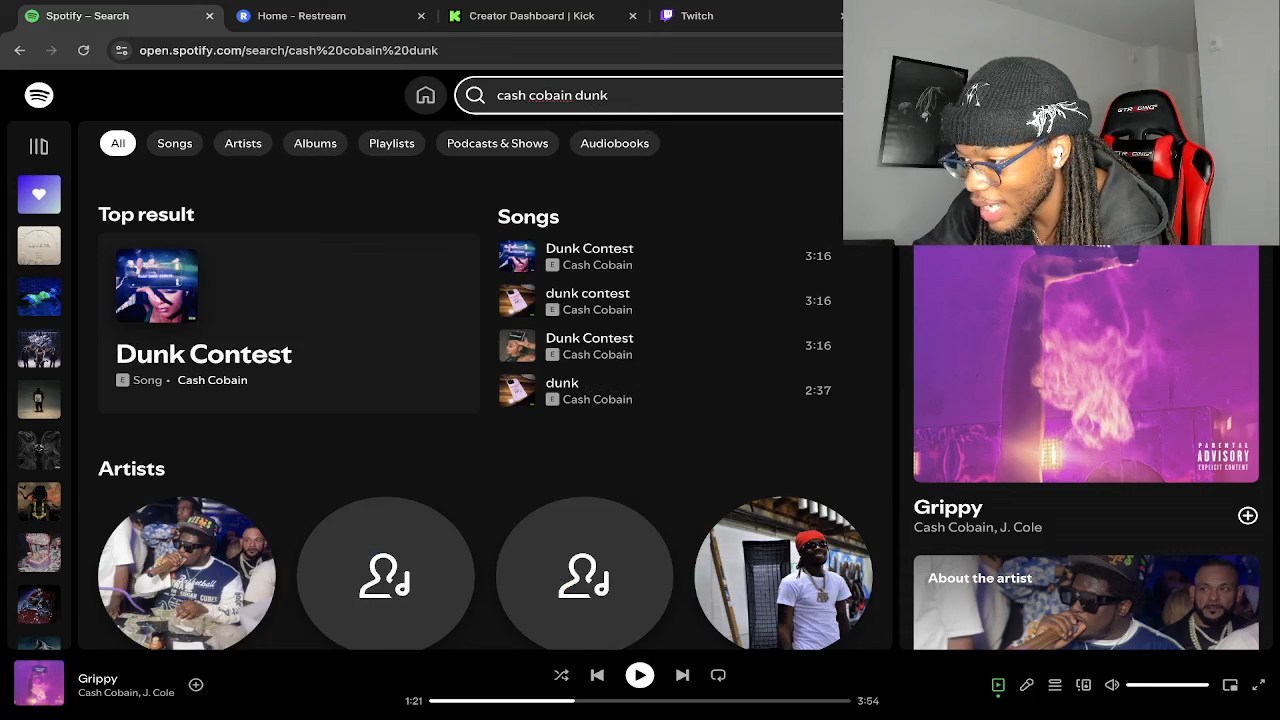 Spotify – Search
Home - Restream
Creator Dashboard | Kick
Twitch
open.spotify.com/search/cash%20cobain%20dunk
cash cobain dunk
All
Songs
Artists
Albums
Playlists
Podcasts & Shows
Audiobooks
Top result
Dunk Contest
E Song • Cash Cobain
Songs
Dunk Contest
E Cash Cobain
3:16
dunk contest
E Cash Cobain
3:16
Dunk Contest
E Cash Cobain
3:16
dunk
E Cash Cobain
2:37
Artists
GTRACING
PARENTAL
ADVISORY
EXPLICIT CONTENT
Grippy
Cash Cobain, J. Cole
About the artist
Grippy
Cash Cobain, J. Cole
1:21
3:54